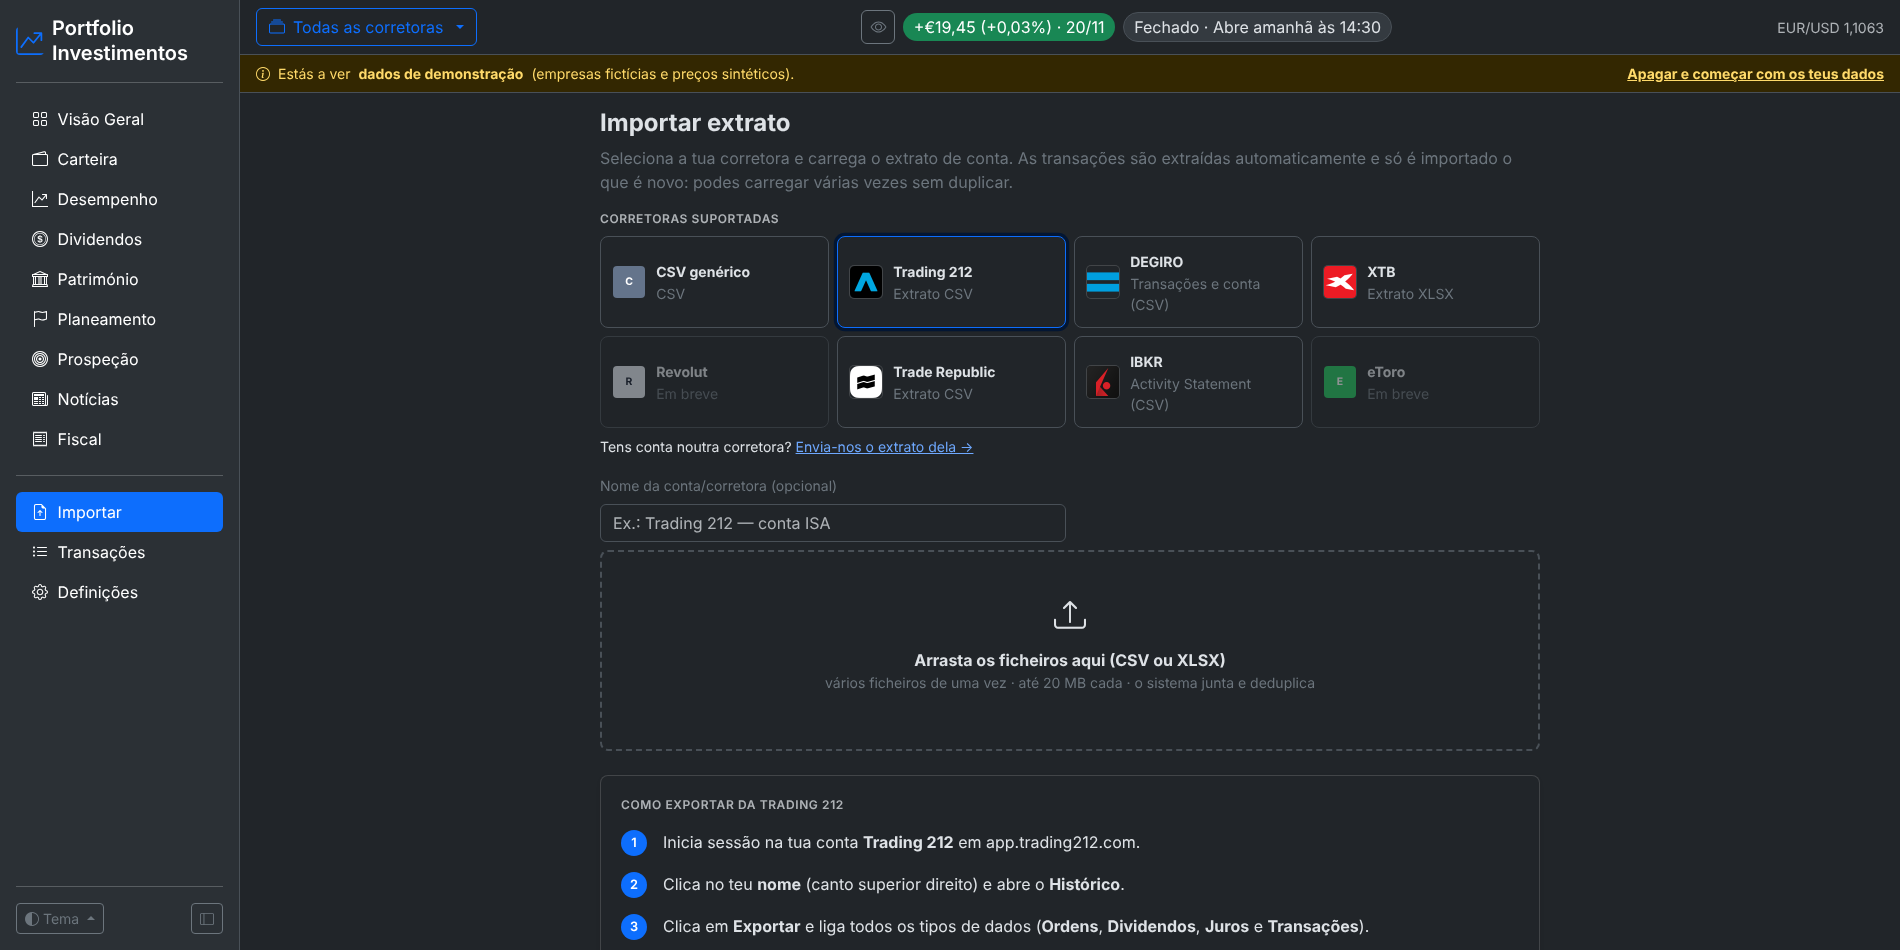 Portfolio
Investimentos
Visão Geral
Carteira
Desempenho
Dividendos
Património
Planeamento
Prospeção
Notícias
Fiscal
Importar
Transações
Definições
Tema
Todas as corretoras
+€19,45 (+0,03%) · 20/11
Fechado · Abre amanhã às 14:30
EUR/USD 1,1063
Estás a ver dados de demonstração (empresas fictícias e preços sintéticos).
Apagar e começar com os teus dados
Importar extrato
Seleciona a tua corretora e carrega o extrato de conta. As transações são extraídas automaticamente e só é importado o
que é novo: podes carregar várias vezes sem duplicar.
CORRETORAS SUPORTADAS
C
CSV genérico
CSV
Trading 212
Extrato CSV
DEGIRO
Transações e conta
(CSV)
XTB
Extrato XLSX
R
Revolut
Em breve
Trade Republic
Extrato CSV
IBKR
Activity Statement
(CSV)
E
eToro
Em breve
Tens conta noutra corretora? Envia-nos o extrato dela →
Nome da conta/corretora (opcional)
Ex.: Trading 212 — conta ISA
Arrasta os ficheiros aqui (CSV ou XLSX)
vários ficheiros de uma vez · até 20 MB cada · o sistema junta e deduplica
COMO EXPORTAR DA TRADING 212
1 Inicia sessão na tua conta Trading 212 em app.trading212.com.
2 Clica no teu nome (canto superior direito) e abre o Histórico.
3 Clica em Exportar e liga todos os tipos de dados (Ordens, Dividendos, Juros e Transações).